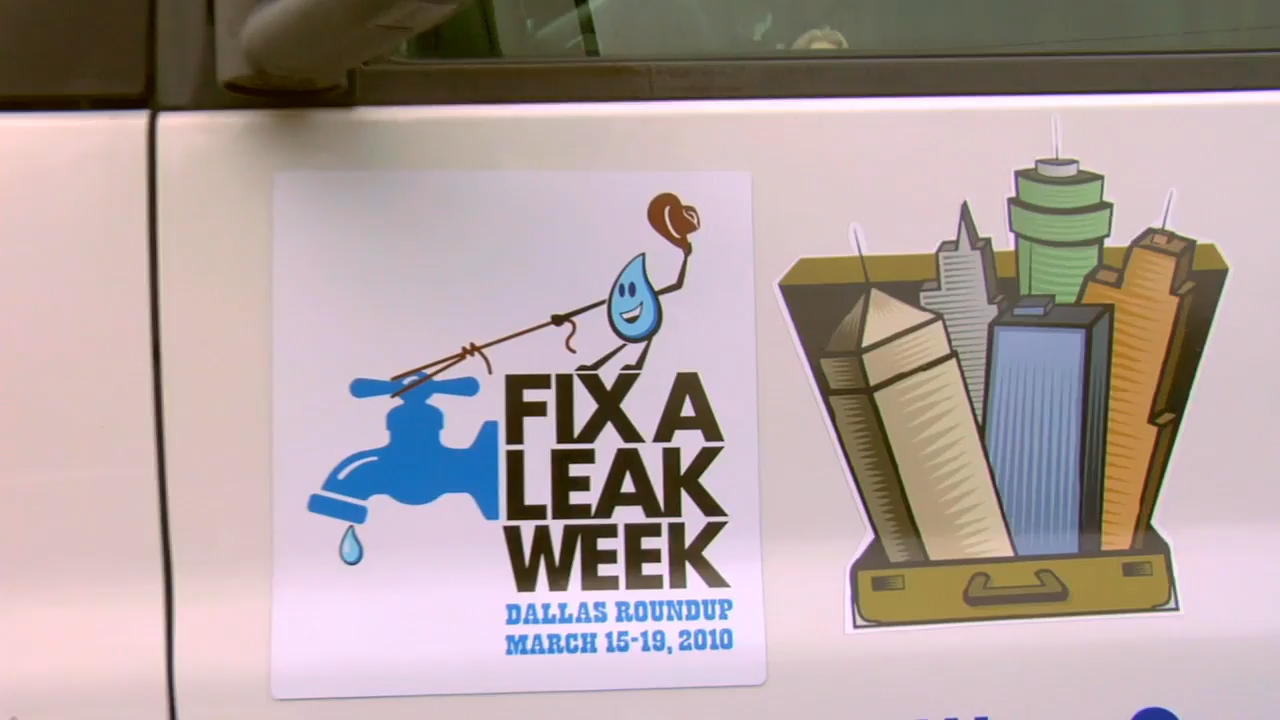 FIX A
LEAK
WEEK
DALLAS ROUNDUP
MARCH 15-19, 2010